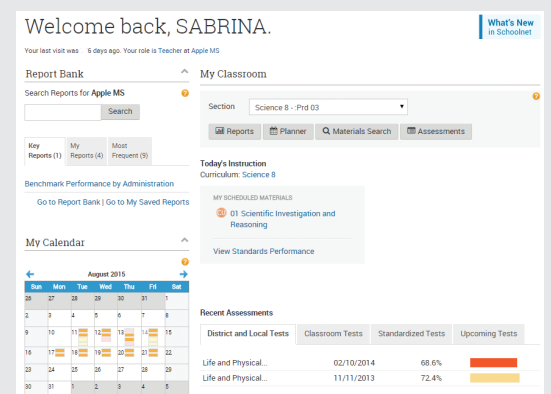 Welcome back, SABRINA.
What's New
in Schoolnet
Your last visit was 6 days ago. Your role is Teacher at Apple MS
Report Bank
Search Reports for Apple MS
Search
Key
Reports (1)
My
Reports (4)
Most
Frequent (9)
Benchmark Performance by Administration
Go to Report Bank | Go to My Saved Reports
My Calendar
August 2015
Sun Mon Tue Wed Thu Fri Sat
26 27 28 29 30 31 1
2 3 4 5 6 7 8
9 10 11 12 13 14 15
16 17 18 19 20 21 22
23 24 25 26 27 28 29
30 31 1 2 3 4 5
My Classroom
Section Science 8 - :Prd 03
Reports Planner Materials Search Assessments
Today's Instruction
Curriculum: Science 8
MY SCHEDULED MATERIALS
CU 01 Scientific Investigation and
Reasoning
View Standards Performance
Recent Assessments
District and Local Tests Classroom Tests Standardized Tests Upcoming Tests
Life and Physical... 02/10/2014 68.6%
Life and Physical... 11/11/2013 72.4%